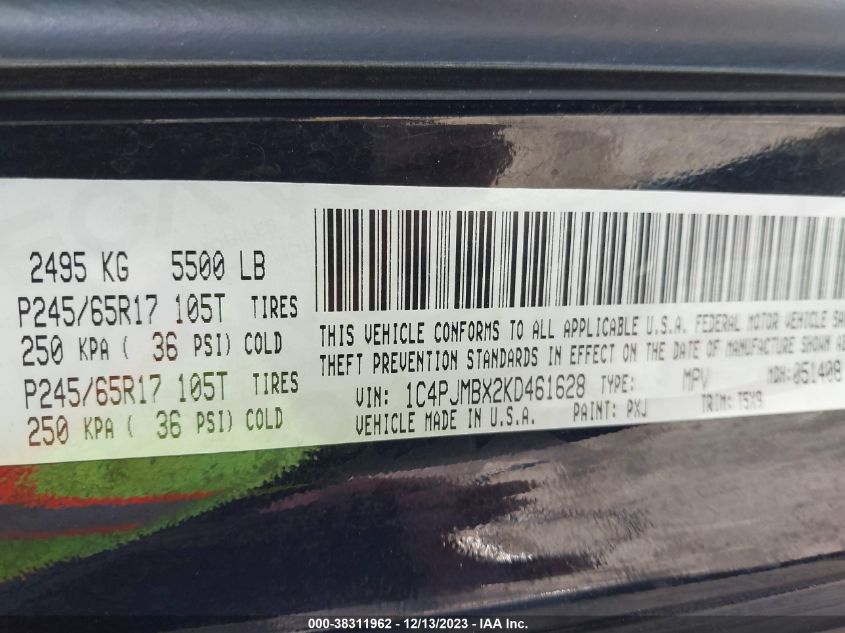 2495 KG 5500 LB
P245/65R17 105T TIRES
250 KPA ( 36 PSI) COLD
P245/65R17 105T TIRES
250 KPA ( 36 PSI) COLD
THIS VEHICLE CONFORMS TO ALL APPLICABLE U.S.A. FEDERAL MOTOR VEHICLE SA
THEFT PREVENTION STANDARDS IN EFFECT ON THE DATE OF MANUFACTURE SHOWN A
VIN: 1C4PJMBX2KD461628 TYPE: MPV MDH: 051408
VEHICLE MADE IN U.S.A. PAINT: PXJ TRIM: T5X9
000-38311962 - 12/13/2023 - IAA Inc.